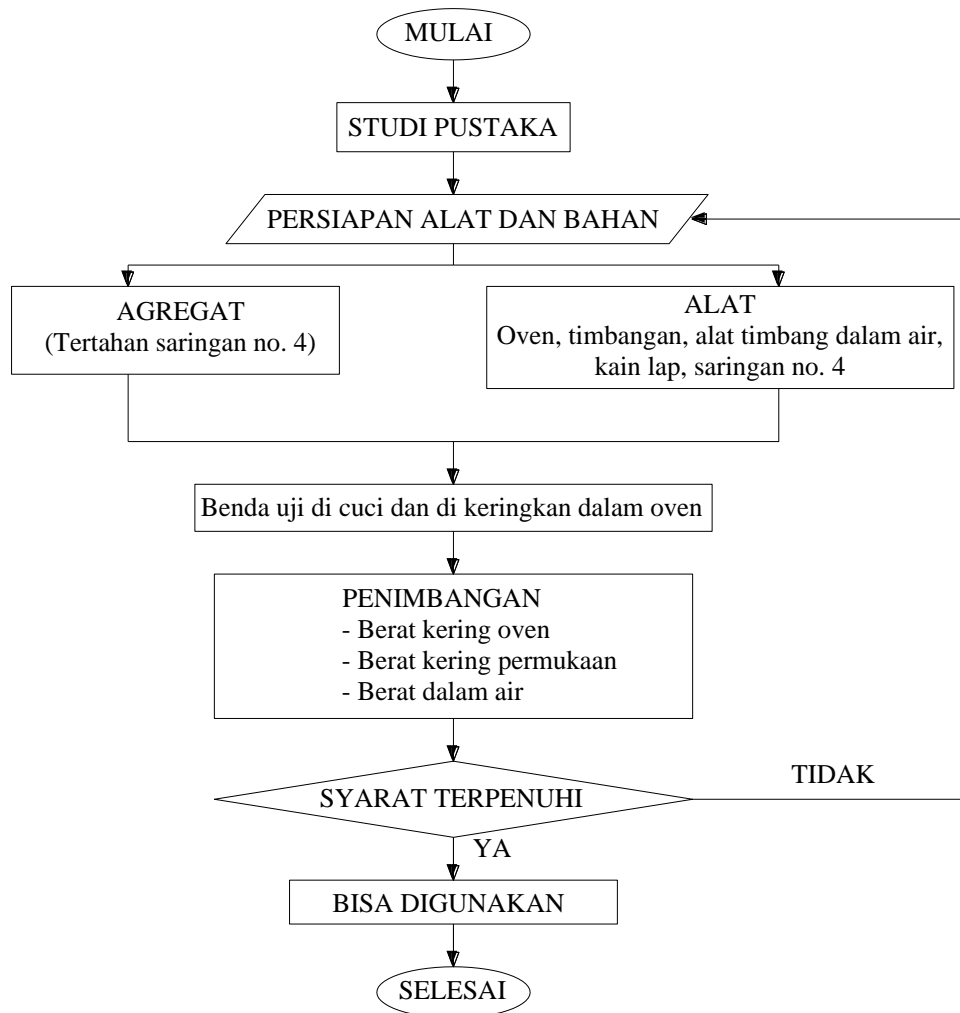 MULAI
STUDI PUSTAKA
PERSIAPAN ALAT DAN BAHAN
AGREGAT
(Tertahan saringan no. 4)
ALAT
Oven, timbangan, alat timbang dalam air,
kain lap, saringan no. 4
Benda uji di cuci dan di keringkan dalam oven
PENIMBANGAN
- Berat kering oven
- Berat kering permukaan
- Berat dalam air
SYARAT TERPENUHI
TIDAK
YA
BISA DIGUNAKAN
SELESAI